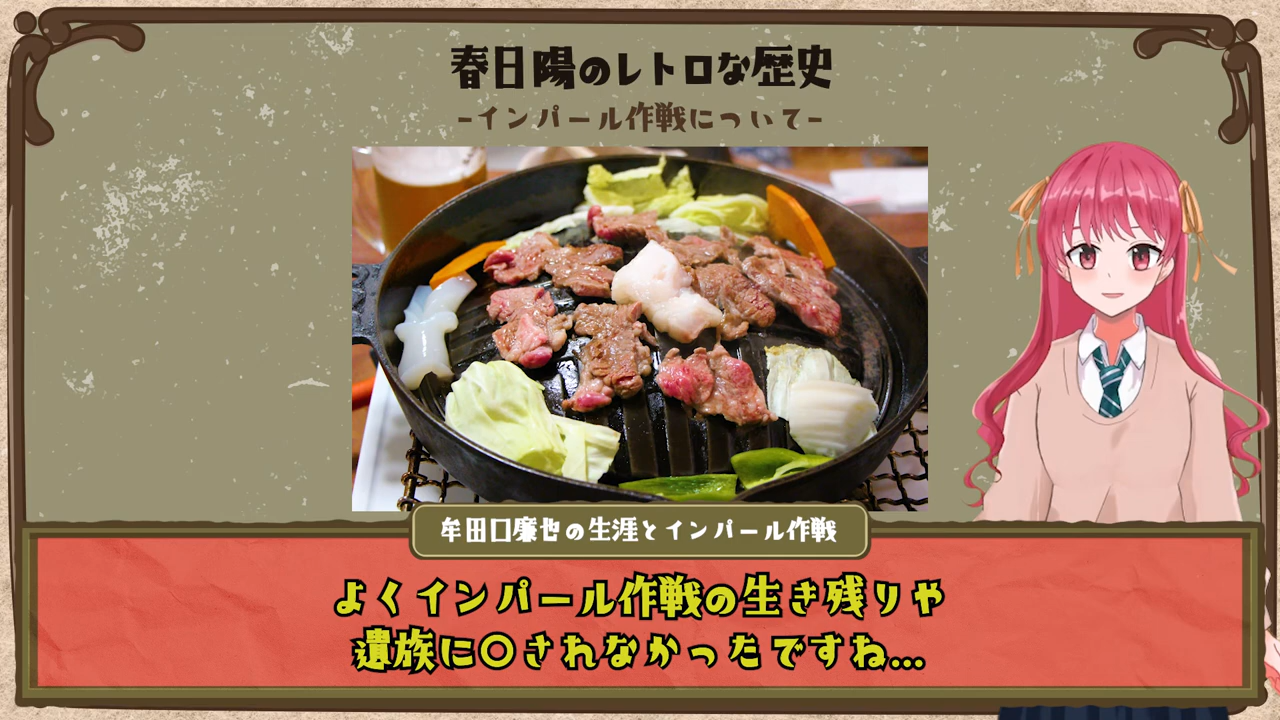 春日陽のレトロな歴史
-インパール作戦について-
牟田口廉也の生涯とインパール作戦
よくインパール作戦の生き残りや
遺族に〇されなかったですね...